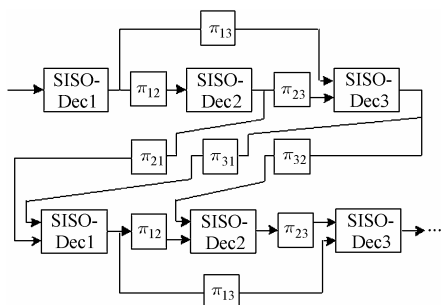 π13
SISO-
Dec1
π12
SISO-
Dec2
π23
SISO-
Dec3
π21
π31
π32
SISO-
Dec1
π12
SISO-
Dec2
π23
SISO-
Dec3
...
π13